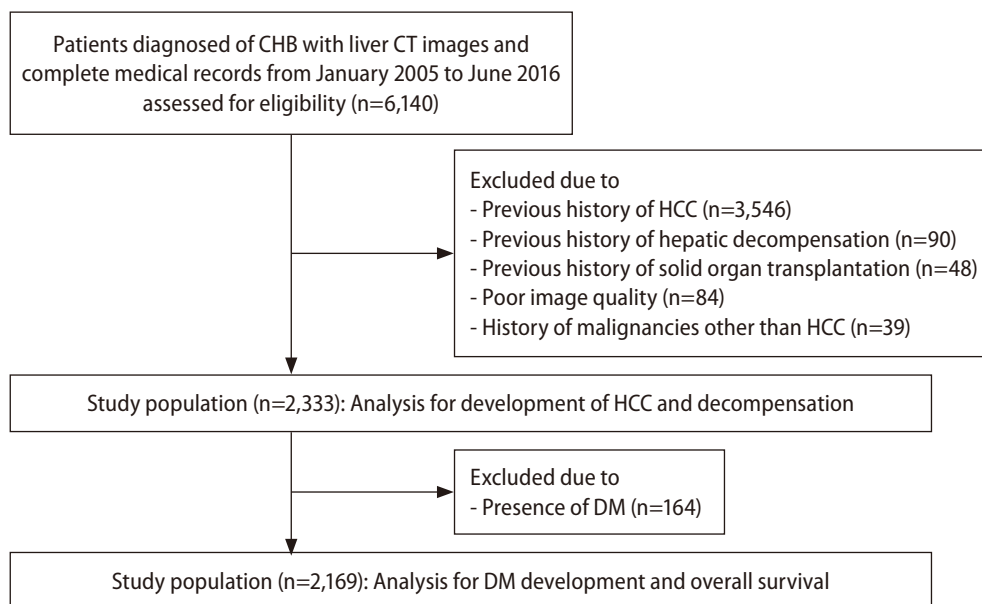 Patients diagnosed of CHB with liver CT images and
complete medical records from January 2005 to June 2016
assessed for eligibility (n=6,140)
Excluded due to
- Previous history of HCC (n=3,546)
- Previous history of hepatic decompensation (n=90)
- Previous history of solid organ transplantation (n=48)
- Poor image quality (n=84)
- History of malignancies other than HCC (n=39)
Study population (n=2,333): Analysis for development of HCC and decompensation
Excluded due to
- Presence of DM (n=164)
Study population (n=2,169): Analysis for DM development and overall survival